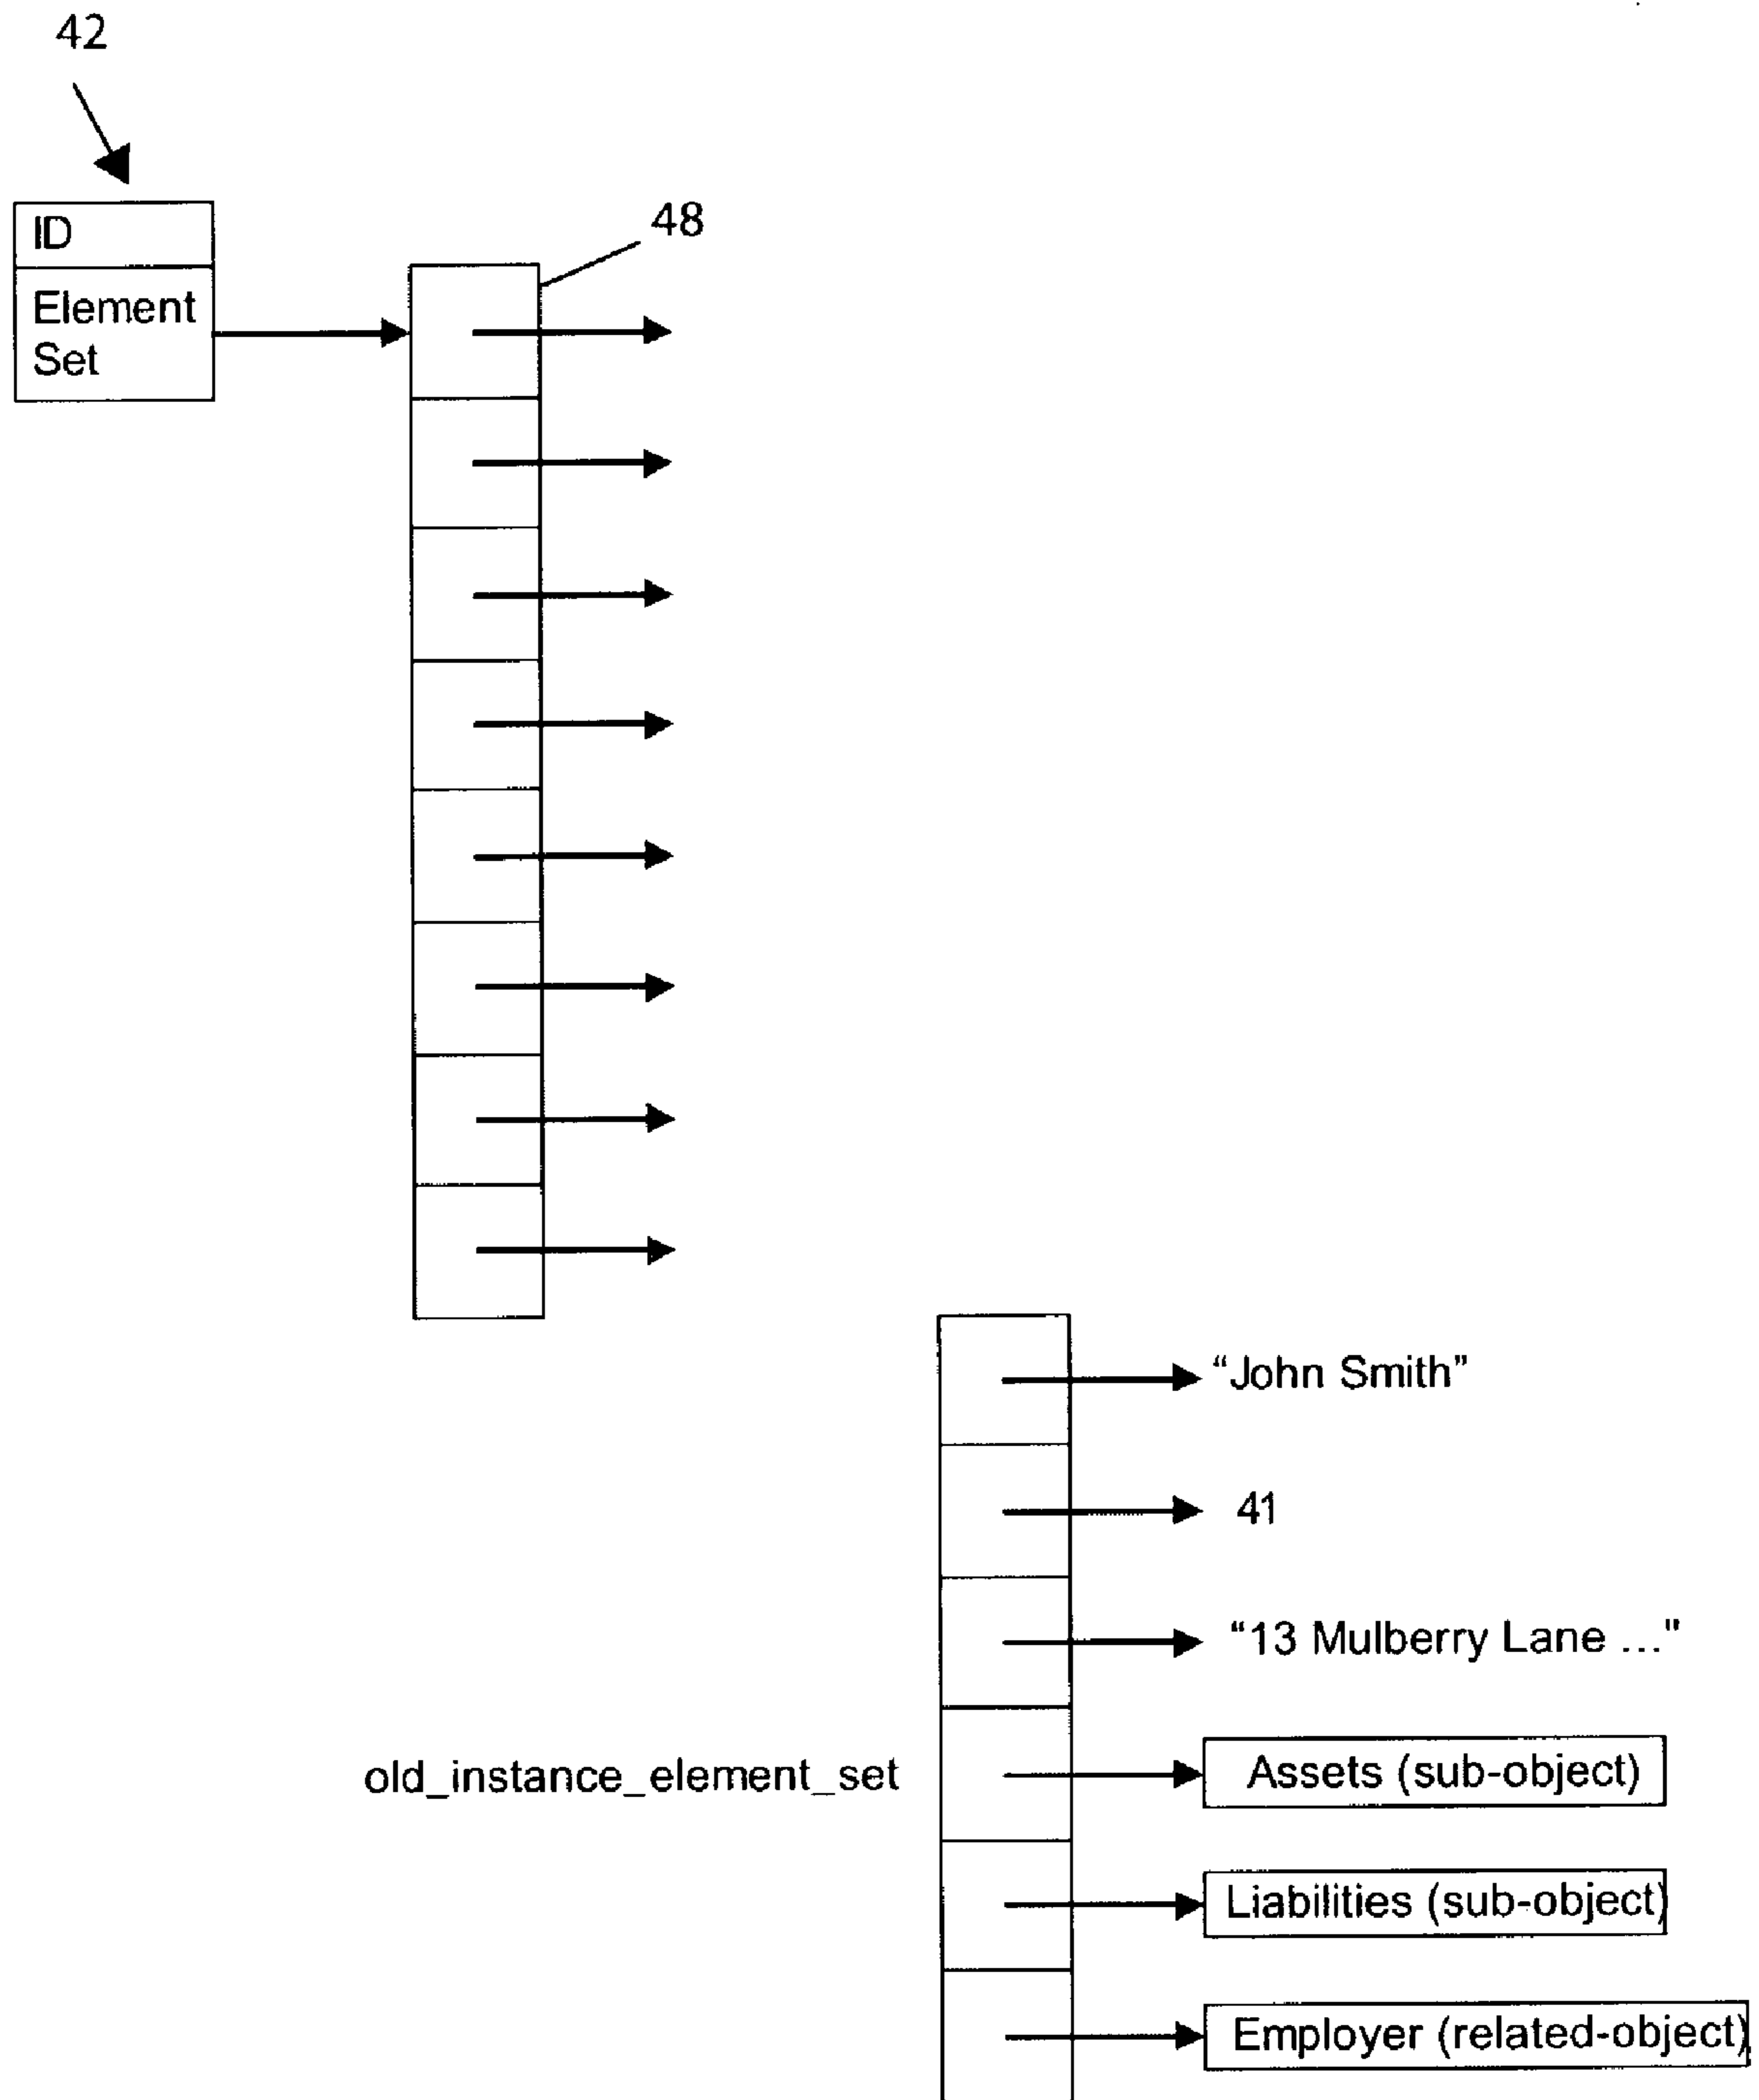 42
ID
48
Element
Set
“John Smith”
41
“13 Mulberry Lane ..."
old_instance_element_set
Assets (sub-object)
Liabilities (sub-object)
Employer (related-object)